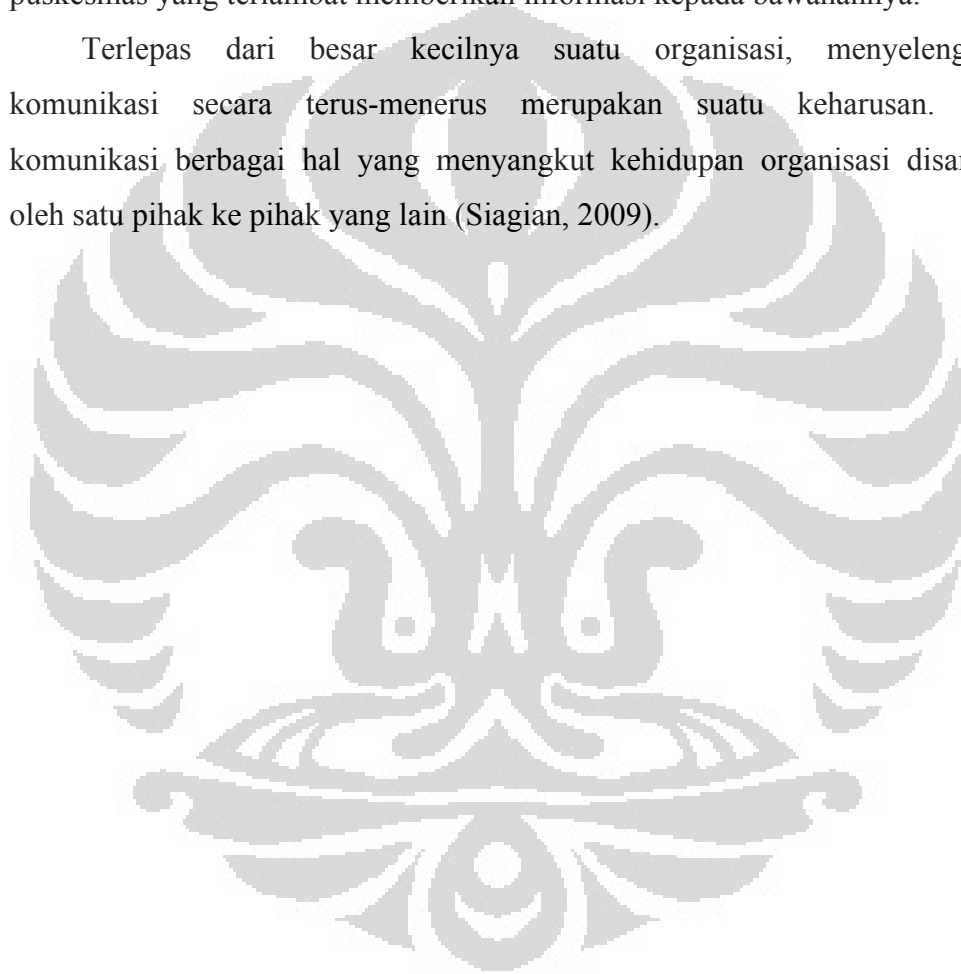 puskesmas yang terlambat memberikan informasi kepada bawahannya.
Terlepas dari besar kecilnya suatu organisasi, menyeleng
komunikasi secara terus-menerus merupakan suatu keharusan.
komunikasi berbagai hal yang menyangkut kehidupan organisasi disa
oleh satu pihak ke pihak yang lain (Siagian, 2009).